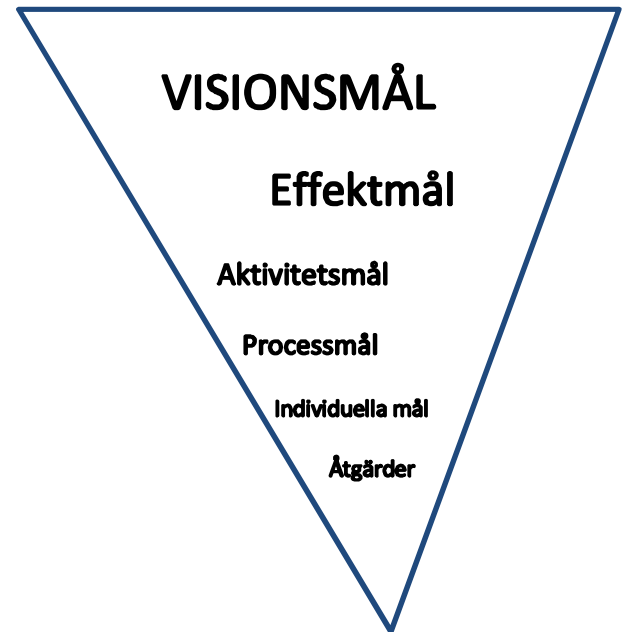 VISIONSMÅL
Effektmål
Aktivitetsmål
Processmål
Individuella mål
Åtgärder